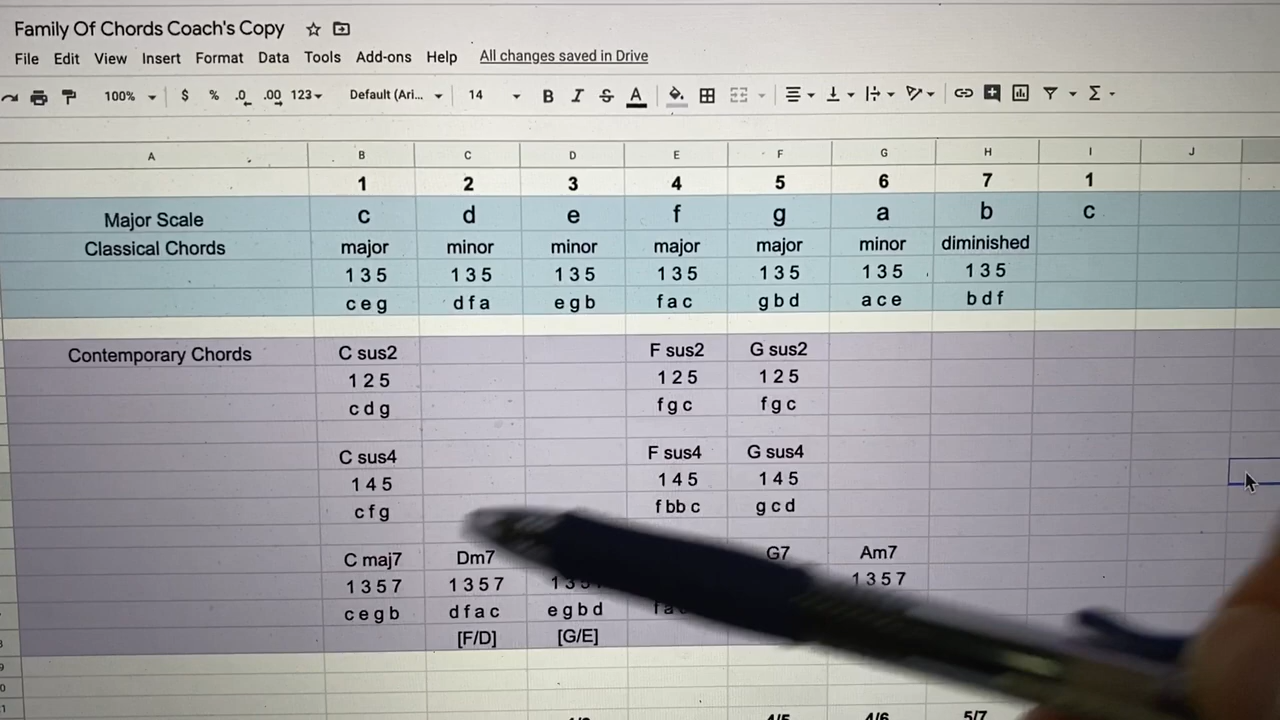 Family Of Chords Coach's Copy
File Edit View Insert Format Data Tools Add-ons Help All changes saved in Drive
100% $ % .0 .00 123 Default (Ari... 14 B I S A Σ
A B C D E F G H I J
1 2 3 4 5 6 7 1
Major Scale c d e f g a b c
Classical Chords major minor minor major major minor diminished
1 3 5 1 3 5 1 3 5 1 3 5 1 3 5 1 3 5 1 3 5
c e g d f a e g b f a c g b d a c e b d f
Contemporary Chords C sus2 F sus2 G sus2
1 2 5 1 2 5 1 2 5
c d g f g c f g c
C sus4 F sus4 G sus4
1 4 5 1 4 5 1 4 5
c f g f bb c g c d
C maj7 Dm7 G7 Am7
1 3 5 7 1 3 5 7 1 3 5 7
c e g b d f a c e g b d
[F/D] [G/E]
4/5 4/6 5/7